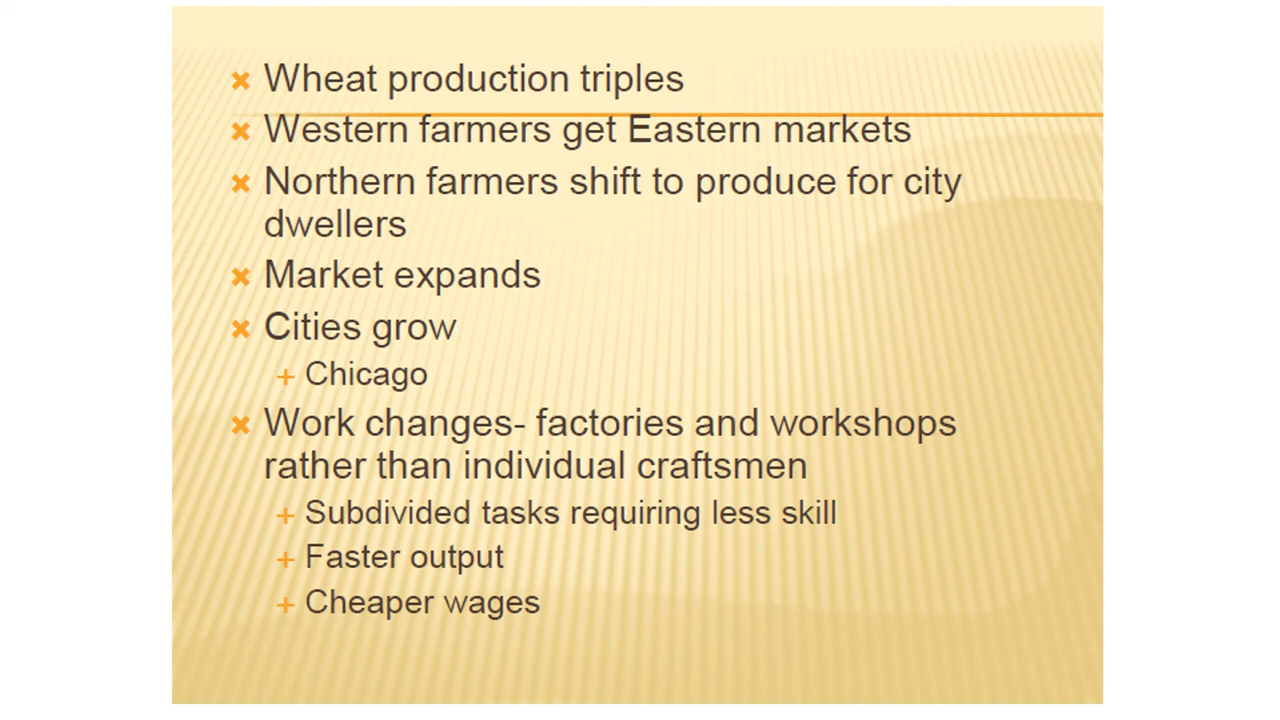 Wheat production triples
Western farmers get Eastern markets
Northern farmers shift to produce for city
dwellers
Market expands
Cities grow
Chicago
Work changes- factories and workshops
rather than individual craftsmen
Subdivided tasks requiring less skill
Faster output
Cheaper wages